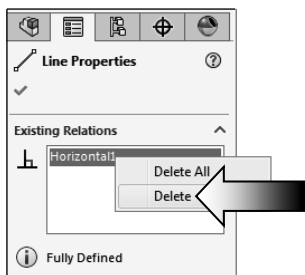 Line Properties
Existing Relations
Horizontal1
Delete All
Delete
Fully Defined